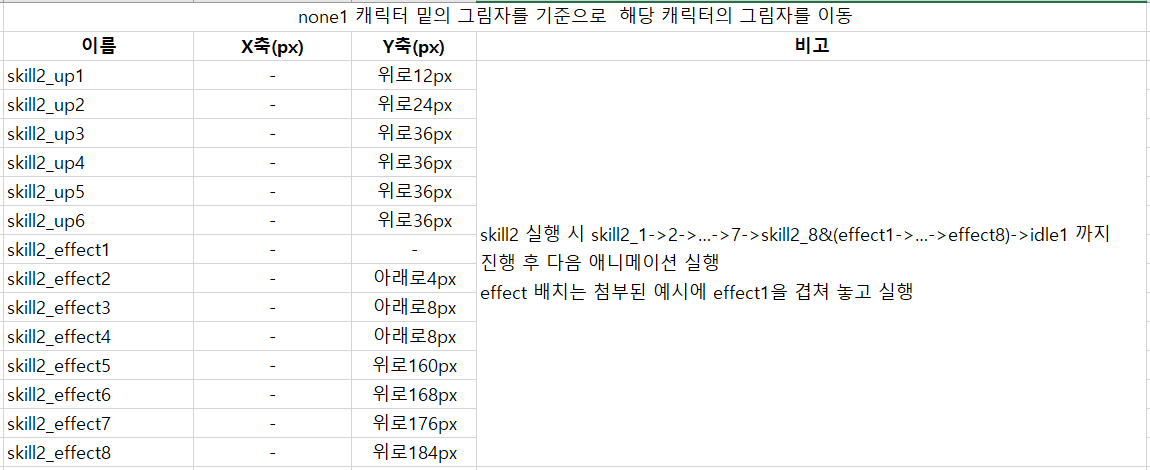 none1 캐릭터 밑의 그림자를 기준으로 해당 캐릭터의 그림자를 이동
이름 X축(px) Y축(px) 비고
skill2_up1 - 위로12px
skill2_up2 - 위로24px
skill2_up3 - 위로36px
skill2_up4 - 위로36px
skill2_up5 - 위로36px
skill2_up6 - 위로36px
skill2_effect1 - -
skill2_effect2 - 아래로4px
skill2_effect3 - 아래로8px
skill2_effect4 - 아래로8px
skill2_effect5 - 위로160px
skill2_effect6 - 위로168px
skill2_effect7 - 위로176px
skill2_effect8 - 위로184px
skill2 실행 시 skill2_1->2->...->7->skill2_8&(effect1->...->effect8)->idle1 까지
진행 후 다음 애니메이션 실행
effect 배치는 첨부된 예시에 effect1을 겹쳐 놓고 실행